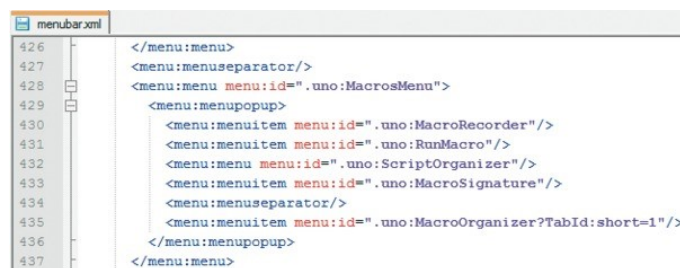 menubar.xml
426 </menu:menu>
427 <menu:menuseparator/>
428 <menu:menu menu:id=".uno:MacrosMenu">
429 <menu:menupopup>
430 <menu:menuitem menu:id=".uno:MacroRecorder"/>
431 <menu:menuitem menu:id=".uno:RunMacro"/>
432 <menu:menu menu:id=".uno:ScriptOrganizer"/>
433 <menu:menuitem menu:id=".uno:MacroSignature"/>
434 <menu:menuseparator/>
435 <menu:menuitem menu:id=".uno:MacroOrganizer?TabId:short=1"/>
436 </menu:menupopup>
437 </menu:menu>